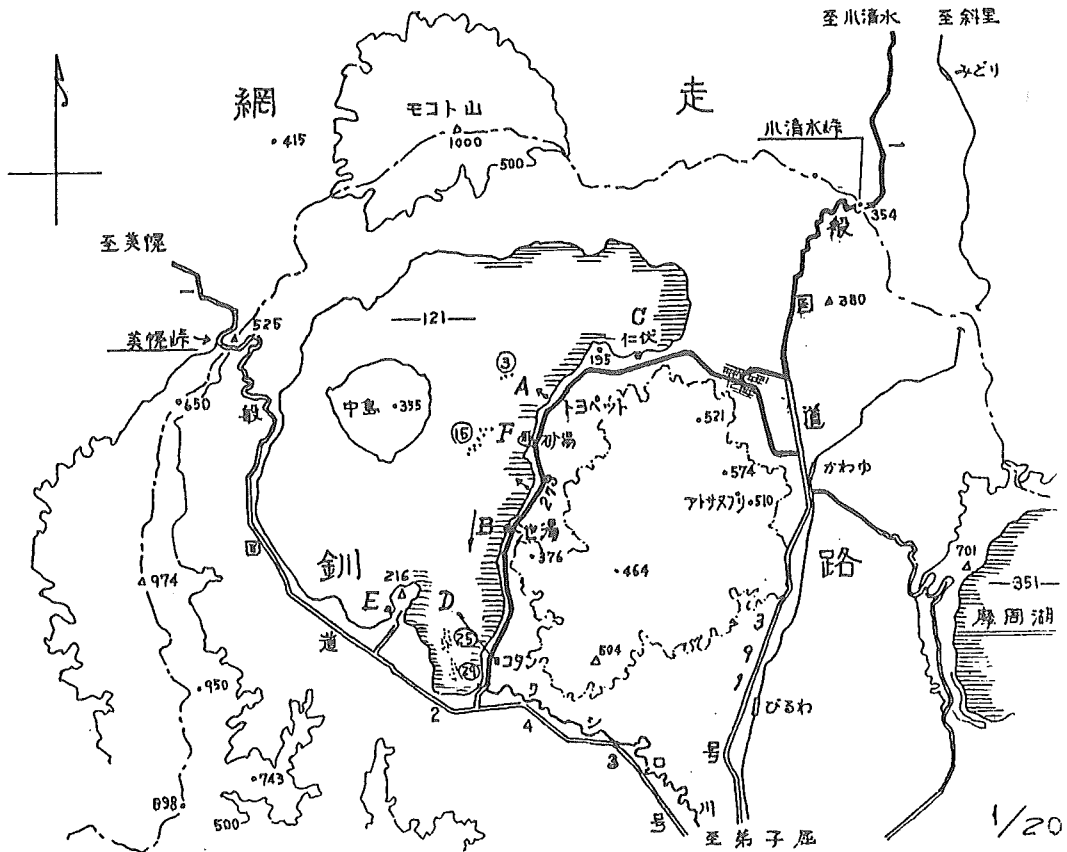 至小清水
至斜里
みどり
網
走
モコト山
1000
415
500
小清水峠
一
354
般
至美幌
一
525
美幌峠→
380
国
121
C
仁伏
195
650
般
中島
355
③
A
トヨペット
⑮
F
砂湯
521
道
574
かわゆ
アトサヌプリ
510
B
池湯
376
国
釧
路
464
701
974
216
351
摩周湖
E
D
道
㉕
コタン
504
3
9
1
950
2
4
3
号
びるわ
号
川
743
898
500
至弟子屈
1/20